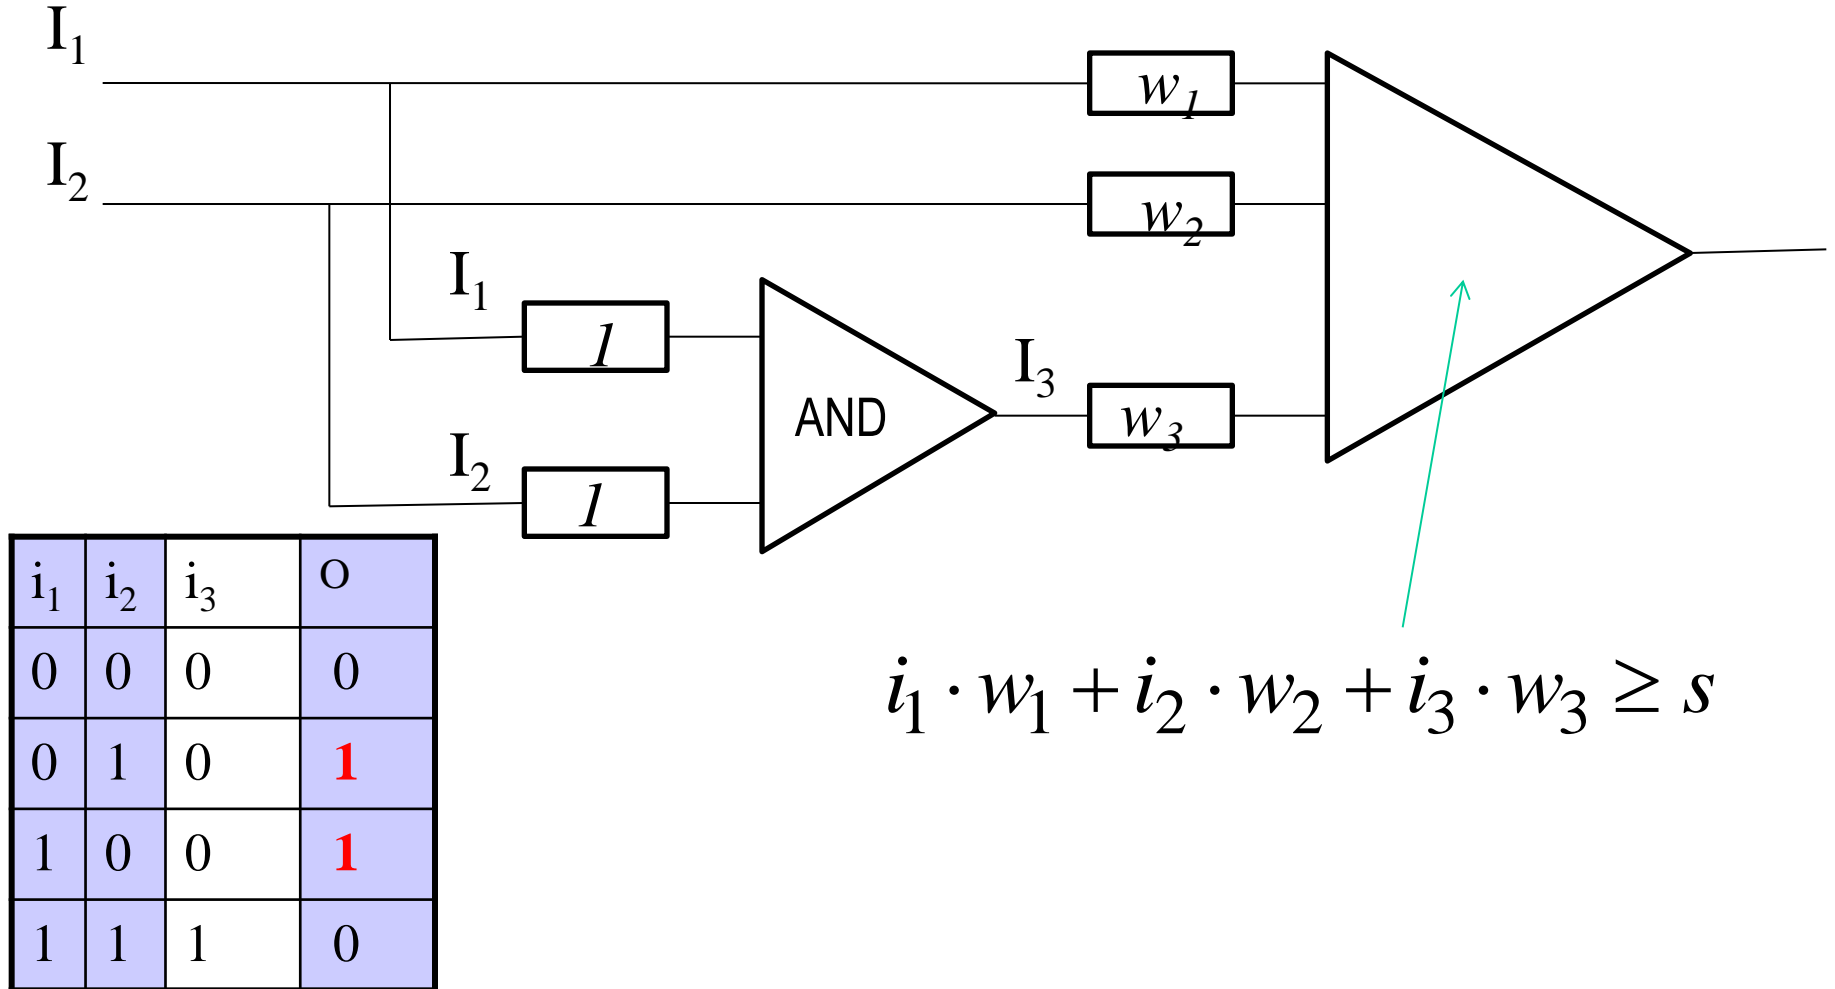 I₁
w₁
I₂
w₂
I₁
1
AND
I₃
w₃
I₂
1
i₁ i₂ i₃ O
0 0 0 0
0 1 0 1
1 0 0 1
1 1 1 0
i₁ · w₁ + i₂ · w₂ + i₃ · w₃ ≥ s